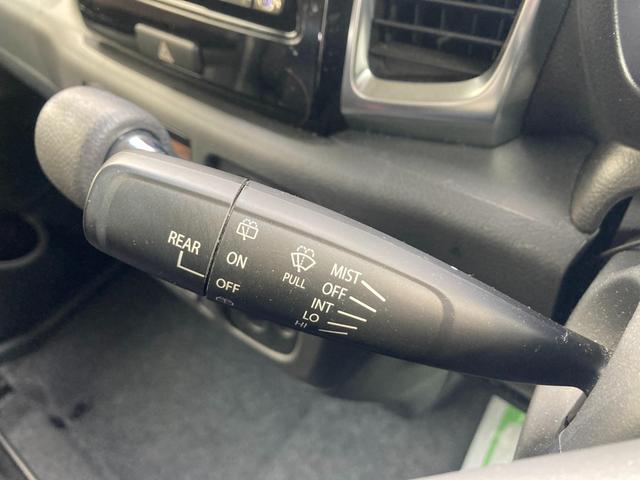 REAR
ON
OFF
PULL
MIST
OFF
INT
LO
HI